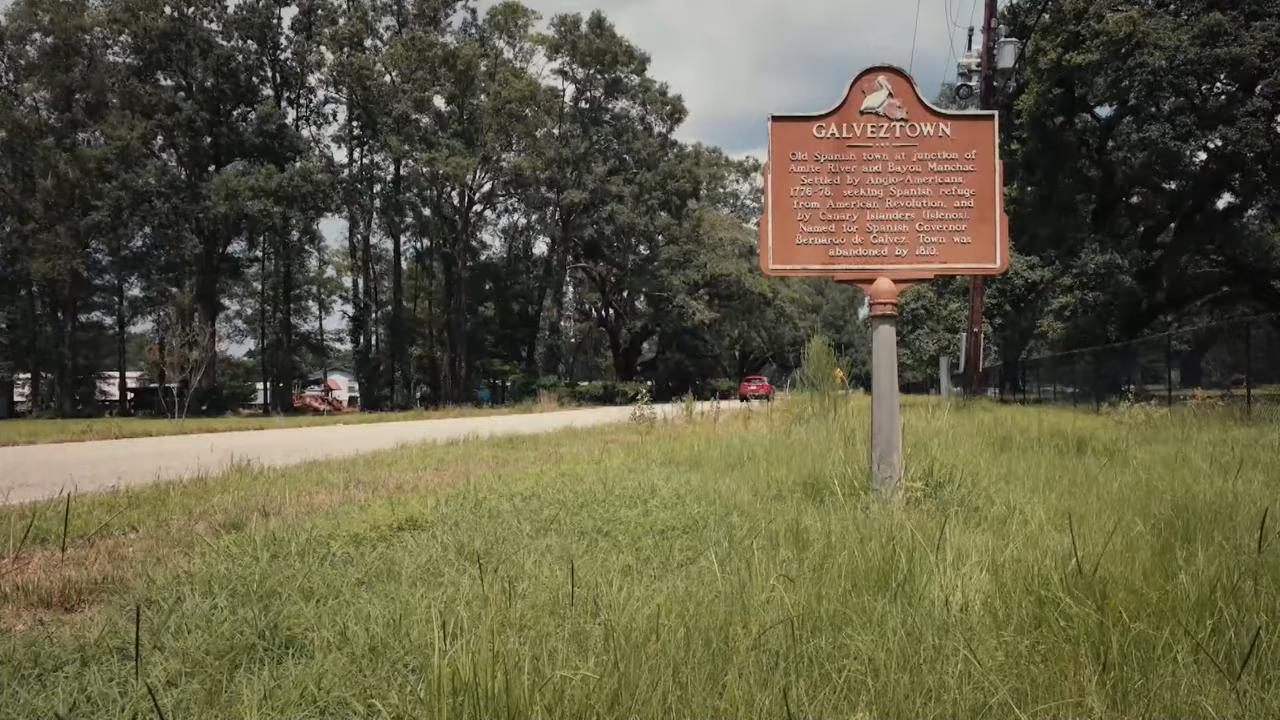 GALVEZTOWN
Old Spanish town at junction of
Amite River and Bayou Manchac.
Settled by Anglo-Americans,
1776-78, seeking Spanish refuge
from American Revolution, and
by Canary Islanders (Islenos).
Named for Spanish Governor
Bernardo de Galvez. Town was
abandoned by 1810.